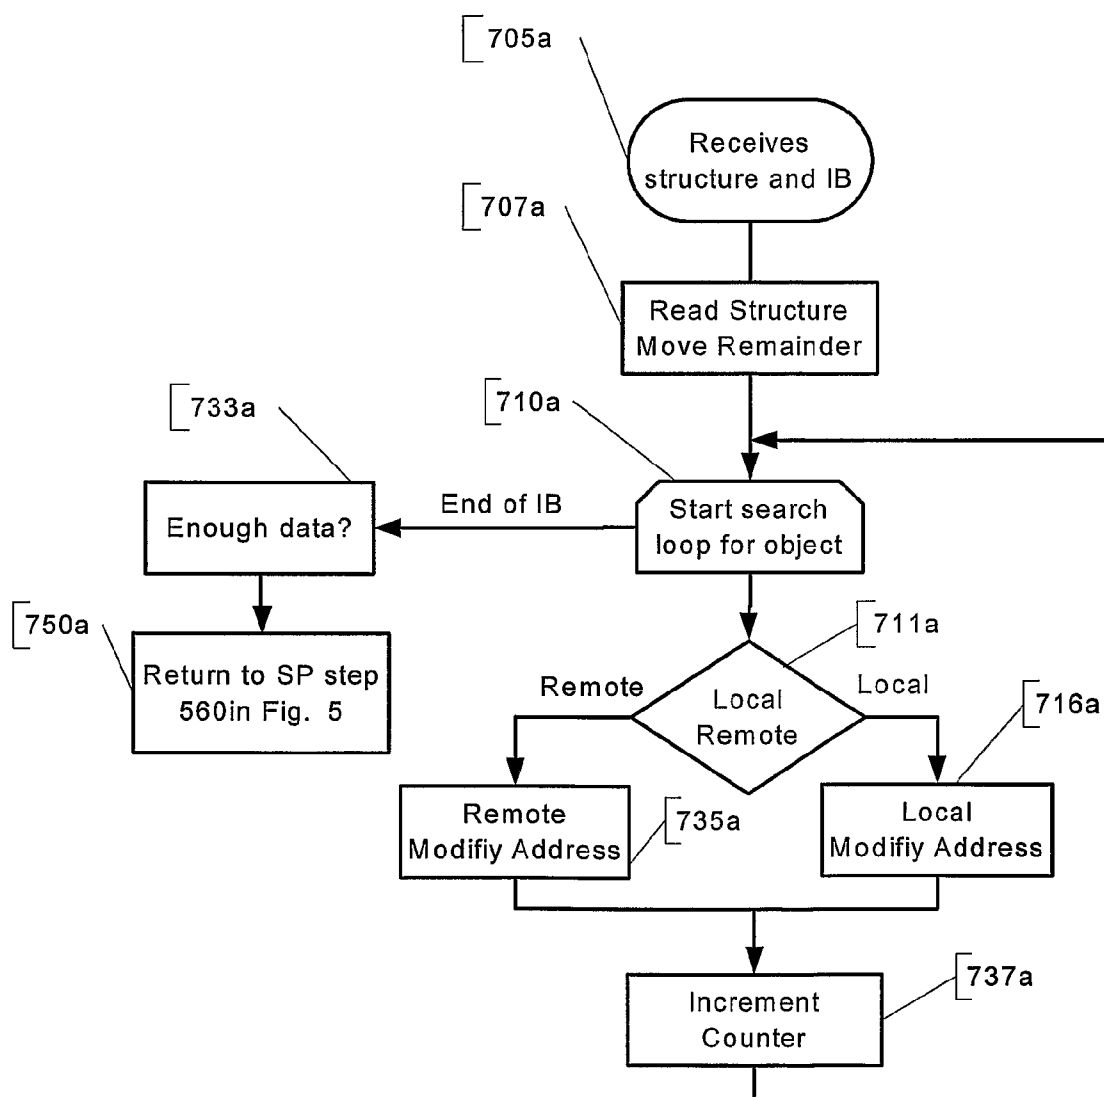 705a
Receives
structure and IB
707a
Read Structure
Move Remainder
710a
733a
End of IB
Start search
loop for object
Enough data?
750a
Return to SP step
560in Fig. 5
711a
Remote
Local
Local
Remote
716a
Remote
Modifiy Address
735a
Local
Modifiy Address
737a
Increment
Counter